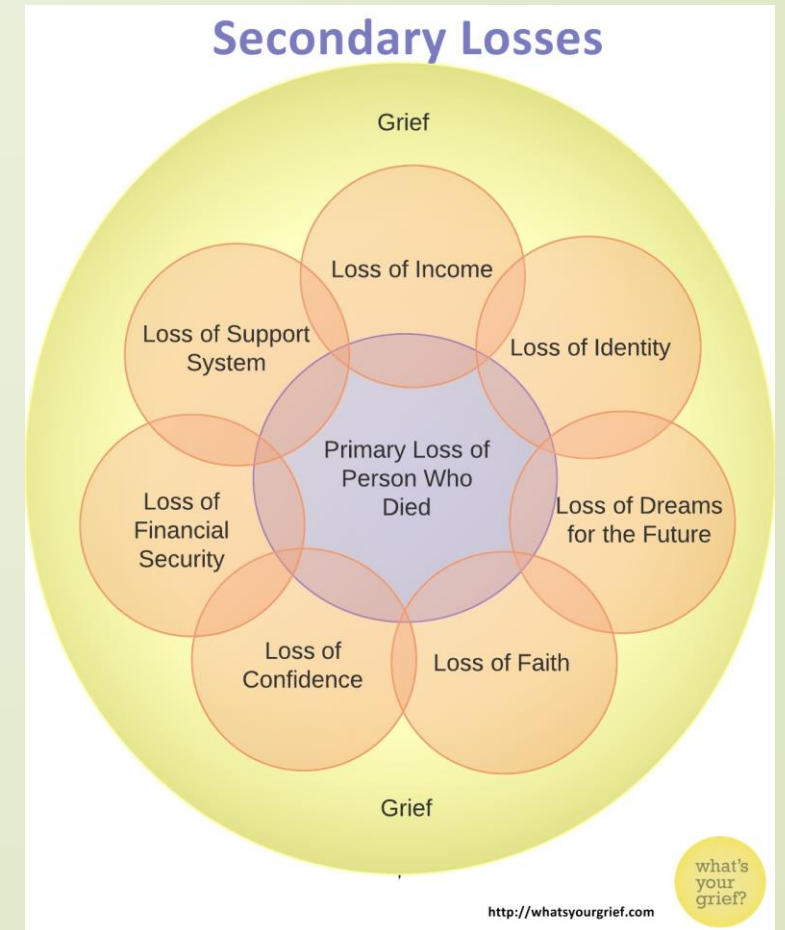 Secondary Losses
Grief
Loss of Income
Loss of Support
System
Loss of Identity
Primary Loss of
Person Who
Died
Loss of
Financial
Security
Loss of Dreams
for the Future
Loss of
Confidence
Loss of Faith
Grief
what's
your
grief?
http://whatsyourgrief.com